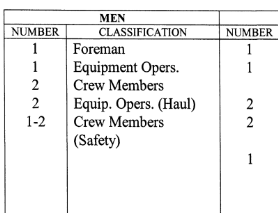 MEN
NUMBER CLASSIFICATION NUMBER
1 Foreman 1
1 Equipment Opers. 1
2 Crew Members
2 Equip. Opers. (Haul) 2
1-2 Crew Members 2
(Safety)
1